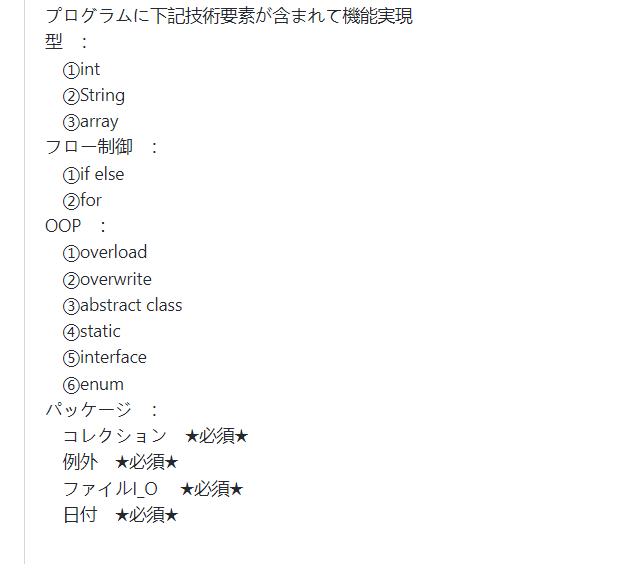 プログラムに下記技術要素が含まれて機能実現
型　：
　①int
　②String
　③array
フロー制御　：
　①if else
　②for
OOP　：
　①overload
　②overwrite
　③abstract class
　④static
　⑤interface
　⑥enum
パッケージ　：
　コレクション　★必須★
　例外　★必須★
　ファイルI_O　★必須★
　日付　★必須★